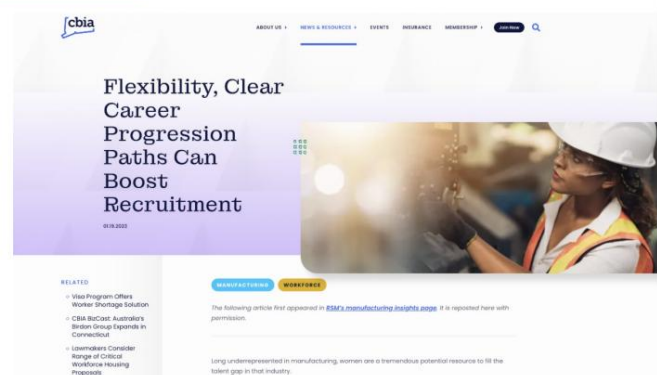 cbia
ABOUT US NEWS & RESOURCES EVENTS INSURANCE MEMBERSHIP Join Now
Flexibility, Clear
Career
Progression
Paths Can
Boost
Recruitment
01.19.2023
RELATED
Visa Program Offers
Worker Shortage Solution
CBIA BizCast: Australia's
Birdon Group Expands in
Connecticut
Lawmakers Consider
Range of Critical
Workforce Housing
Proposals
MANUFACTURING WORKFORCE
The following article first appeared in RSM's manufacturing insights page. It is reposted here with
permission.
Long underrepresented in manufacturing, women are a tremendous potential resource to fill the
talent gap in that industry.